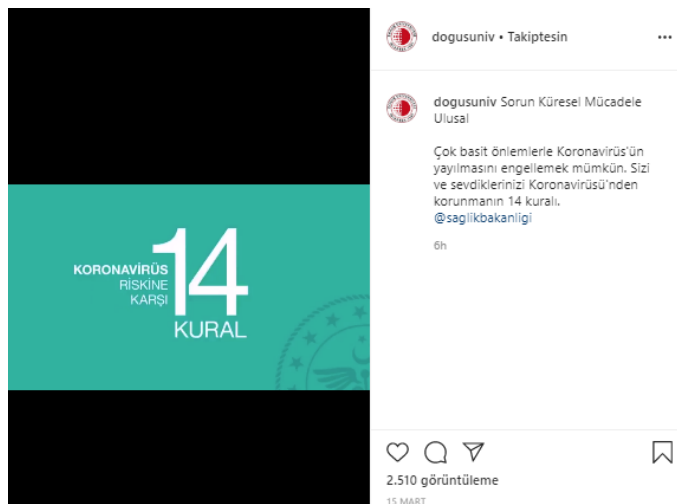 KORONAVİRÜS
RİSKİNE
KARŞI
14
KURAL
dogusuniv • Takiptesin
dogusuniv Sorun Küresel Mücadele
Ulusal
Çok basit önlemlerle Koronavirüs'ün
yayılmasını engellemek mümkün. Sizi
ve sevdiklerinizi Koronavirüsü'nden
korunmanın 14 kuralı.
@saglikbakanligi
6h
2.510 görüntüleme
15 MART